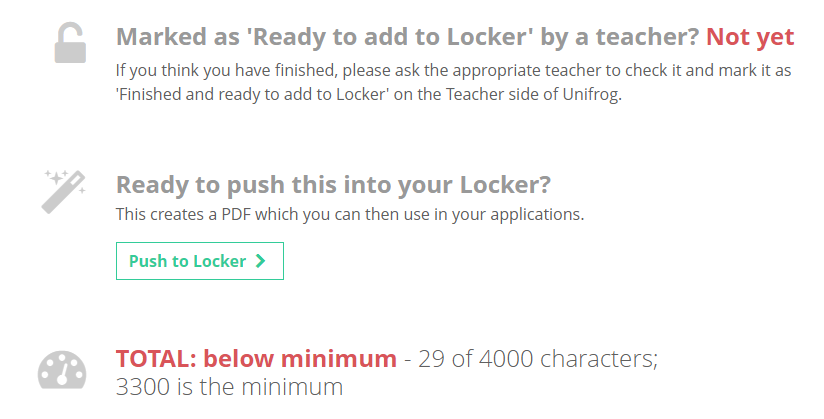 Marked as 'Ready to add to Locker' by a teacher? Not yet
If you think you have finished, please ask the appropriate teacher to check it and mark it as
'Finished and ready to add to Locker' on the Teacher side of Unifrog.
Ready to push this into your Locker?
This creates a PDF which you can then use in your applications.
Push to Locker
TOTAL: below minimum - 29 of 4000 characters;
3300 is the minimum